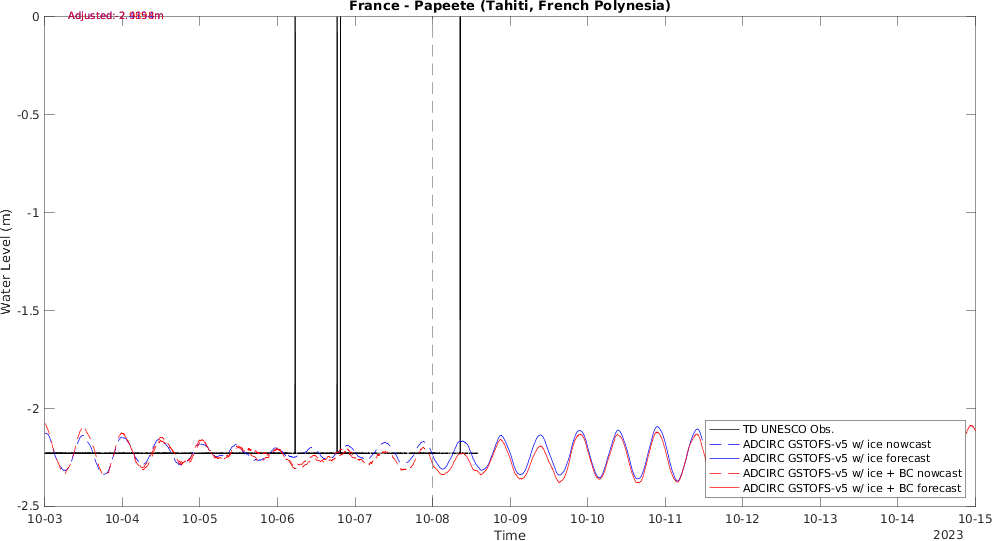 France - Papeete (Tahiti, French Polynesia)
Adjusted:
0
-0.5
-1
-1.5
-2
-2.5
Water Level (m)
TD UNESCO Obs.
ADCIRC GSTOFS-v5 w/ ice nowcast
ADCIRC GSTOFS-v5 w/ ice forecast
ADCIRC GSTOFS-v5 w/ ice + BC nowcast
ADCIRC GSTOFS-v5 w/ ice + BC forecast
10-03 10-04 10-05 10-06 10-07 10-08 10-09 10-10 10-11 10-12 10-13 10-14 10-15
Time
2023